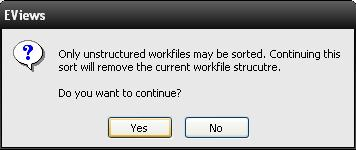 EViews
Only unstructured workfiles may be sorted. Continuing this
sort will remove the current workfile strucutre.
Do you want to continue?
Yes
No